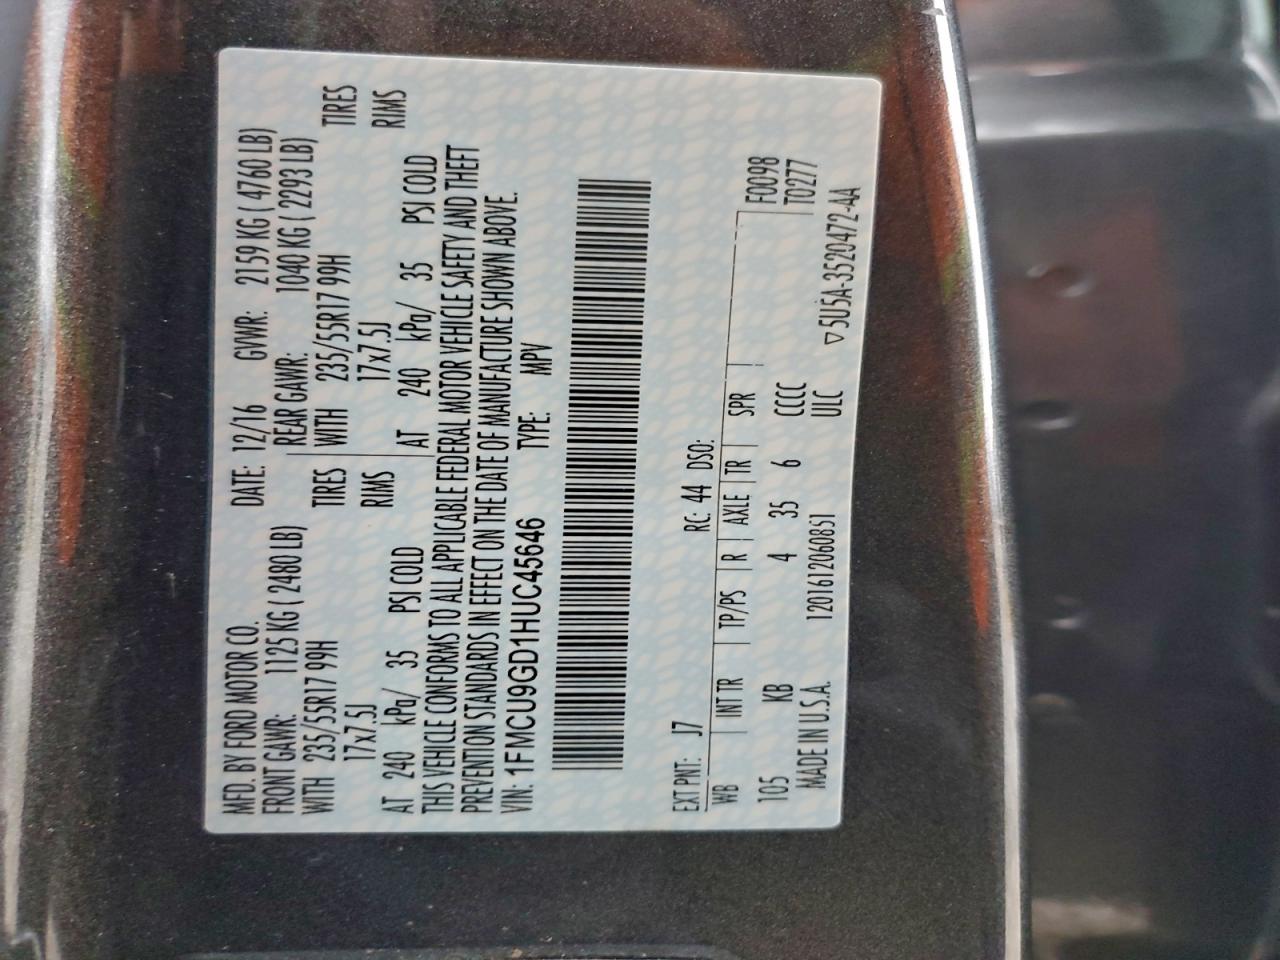 MFD. BY FORD MOTOR CO.
DATE: 12/16 GVWR: 2159 KG ( 4760 LB)
FRONT GAWR: 1125 KG ( 2480 LB) REAR GAWR: 1040 KG ( 2293 LB)
WITH 235/55R17 99H TIRES WITH 235/55R17 99H TIRES
17x7.5J RIMS 17x7.5J RIMS
AT 240 kPa/ 35 PSI COLD AT 240 kPa/ 35 PSI COLD
THIS VEHICLE CONFORMS TO ALL APPLICABLE FEDERAL MOTOR VEHICLE SAFETY AND THEFT
PREVENTION STANDARDS IN EFFECT ON THE DATE OF MANUFACTURE SHOWN ABOVE.
VIN: 1FMCU9GD1HUC45646 TYPE: MPV
EXT PNT: J7 RC: 44 DSO:
WB INT TR TP/PS R AXLE TR SPR F0098
105 KB 4 35 6 CCCC T0277
MADE IN U.S.A. 1201612060851 ULC ▽5U5A-3520472-AA